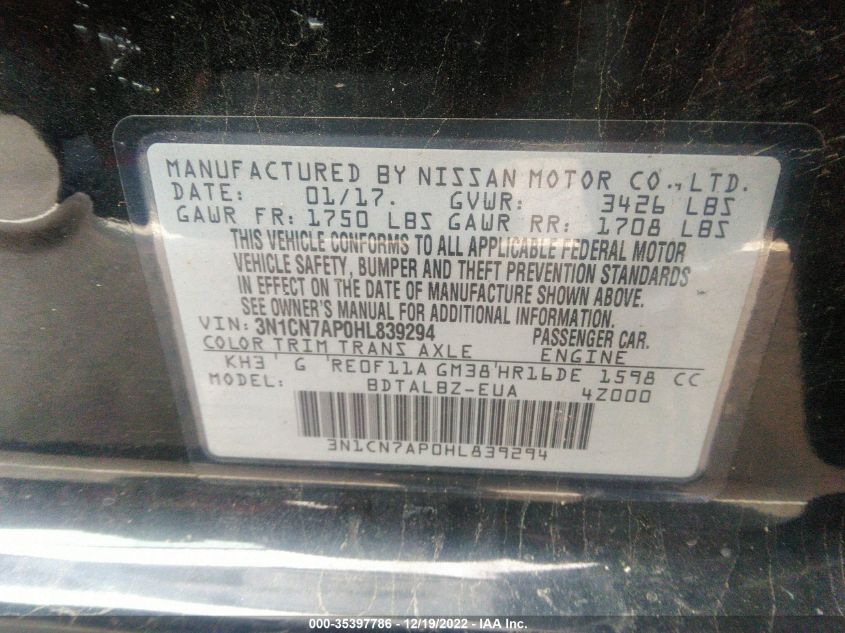 MANUFACTURED BY NISSAN MOTOR CO.,LTD.
DATE: 01/17. GVWR: 3426 LBS
GAWR FR: 1750 LBS GAWR RR: 1708 LBS
THIS VEHICLE CONFORMS TO ALL APPLICABLE FEDERAL MOTOR
VEHICLE SAFETY, BUMPER AND THEFT PREVENTION STANDARDS
IN EFFECT ON THE DATE OF MANUFACTURE SHOWN ABOVE.
SEE OWNER'S MANUAL FOR ADDITIONAL INFORMATION.
VIN: 3N1CN7AP0HL839294 PASSENGER CAR.
COLOR TRIM TRANS AXLE ENGINE
KH3 ' G 'RE0F11A GM38'HR16DE 1598 CC
MODEL: BDTALBZ-EUA 4Z000
3N1CN7AP0HL839294
000-35397786 - 12/19/2022 - © COPYRIGHT IAA, LLC